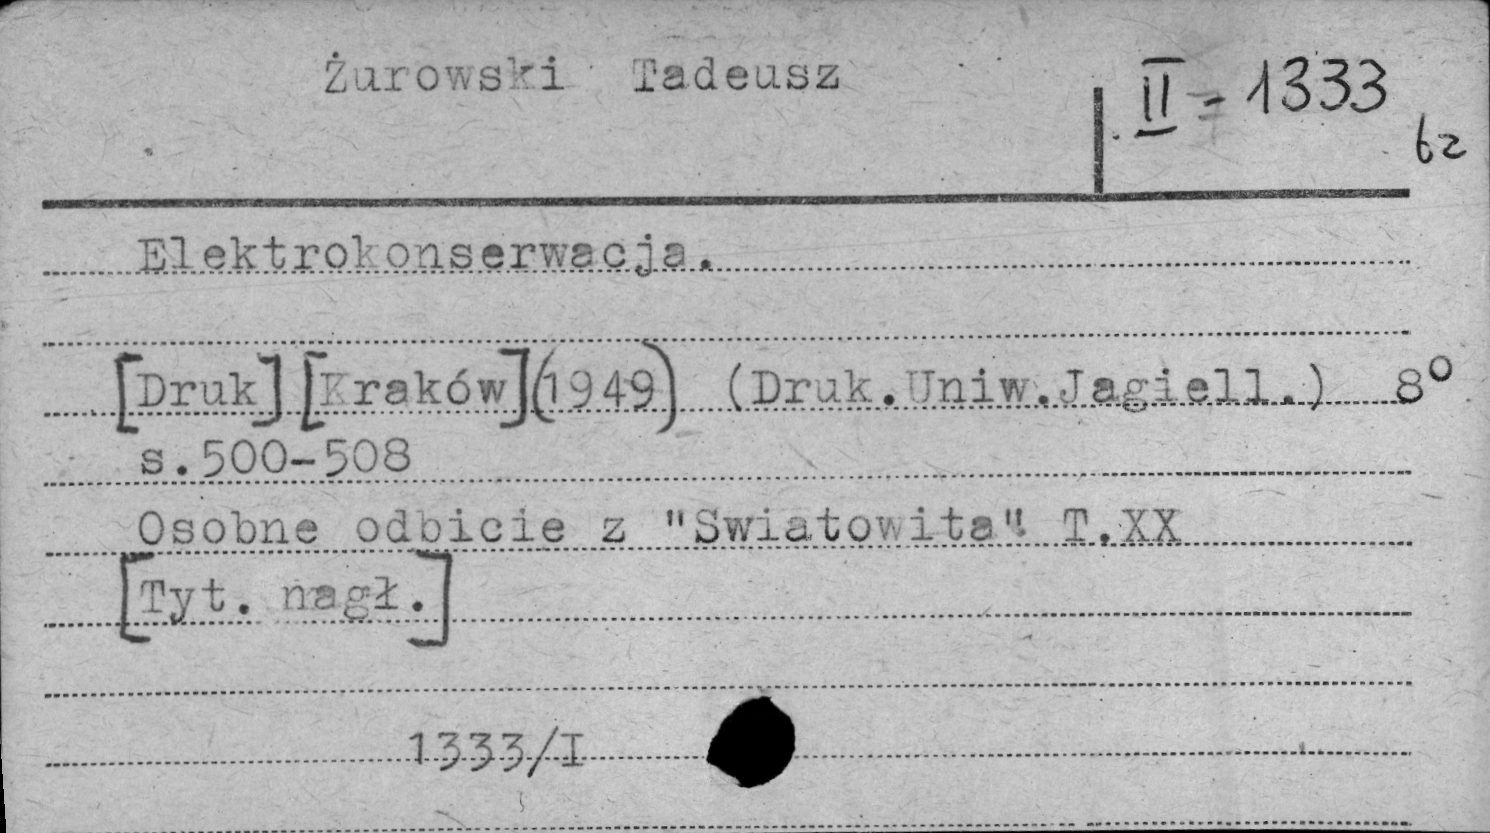 Żurowski Tadeusz
II - 1333
bz
Elektrokonserwacja.
[Druk] [Kraków] (1949) (Druk.Uniw.Jagiell.) 8°
s.500-508
Osobne odbicie z "Swiatowita" T.XX
[Tyt. nagł.]
1333/I